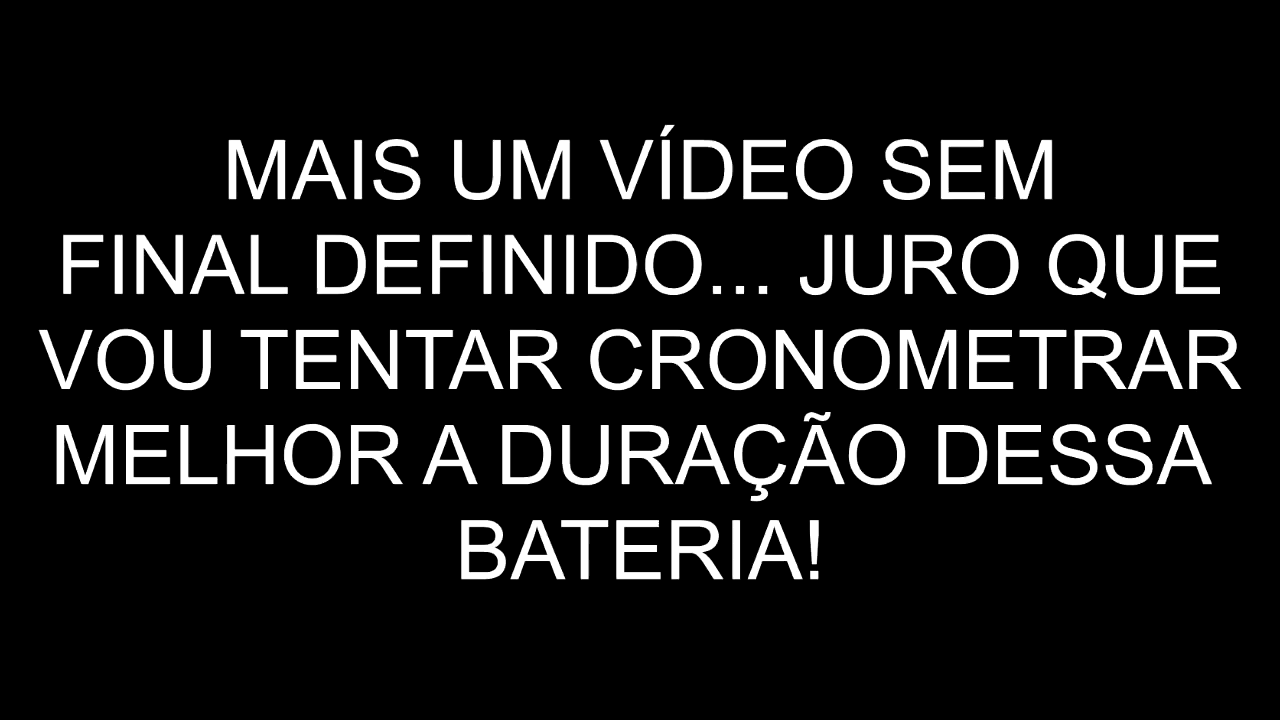 MAIS UM VÍDEO SEM
FINAL DEFINIDO... JURO QUE
VOU TENTAR CRONOMETRAR
MELHOR A DURAÇÃO DESSA
BATERIA!